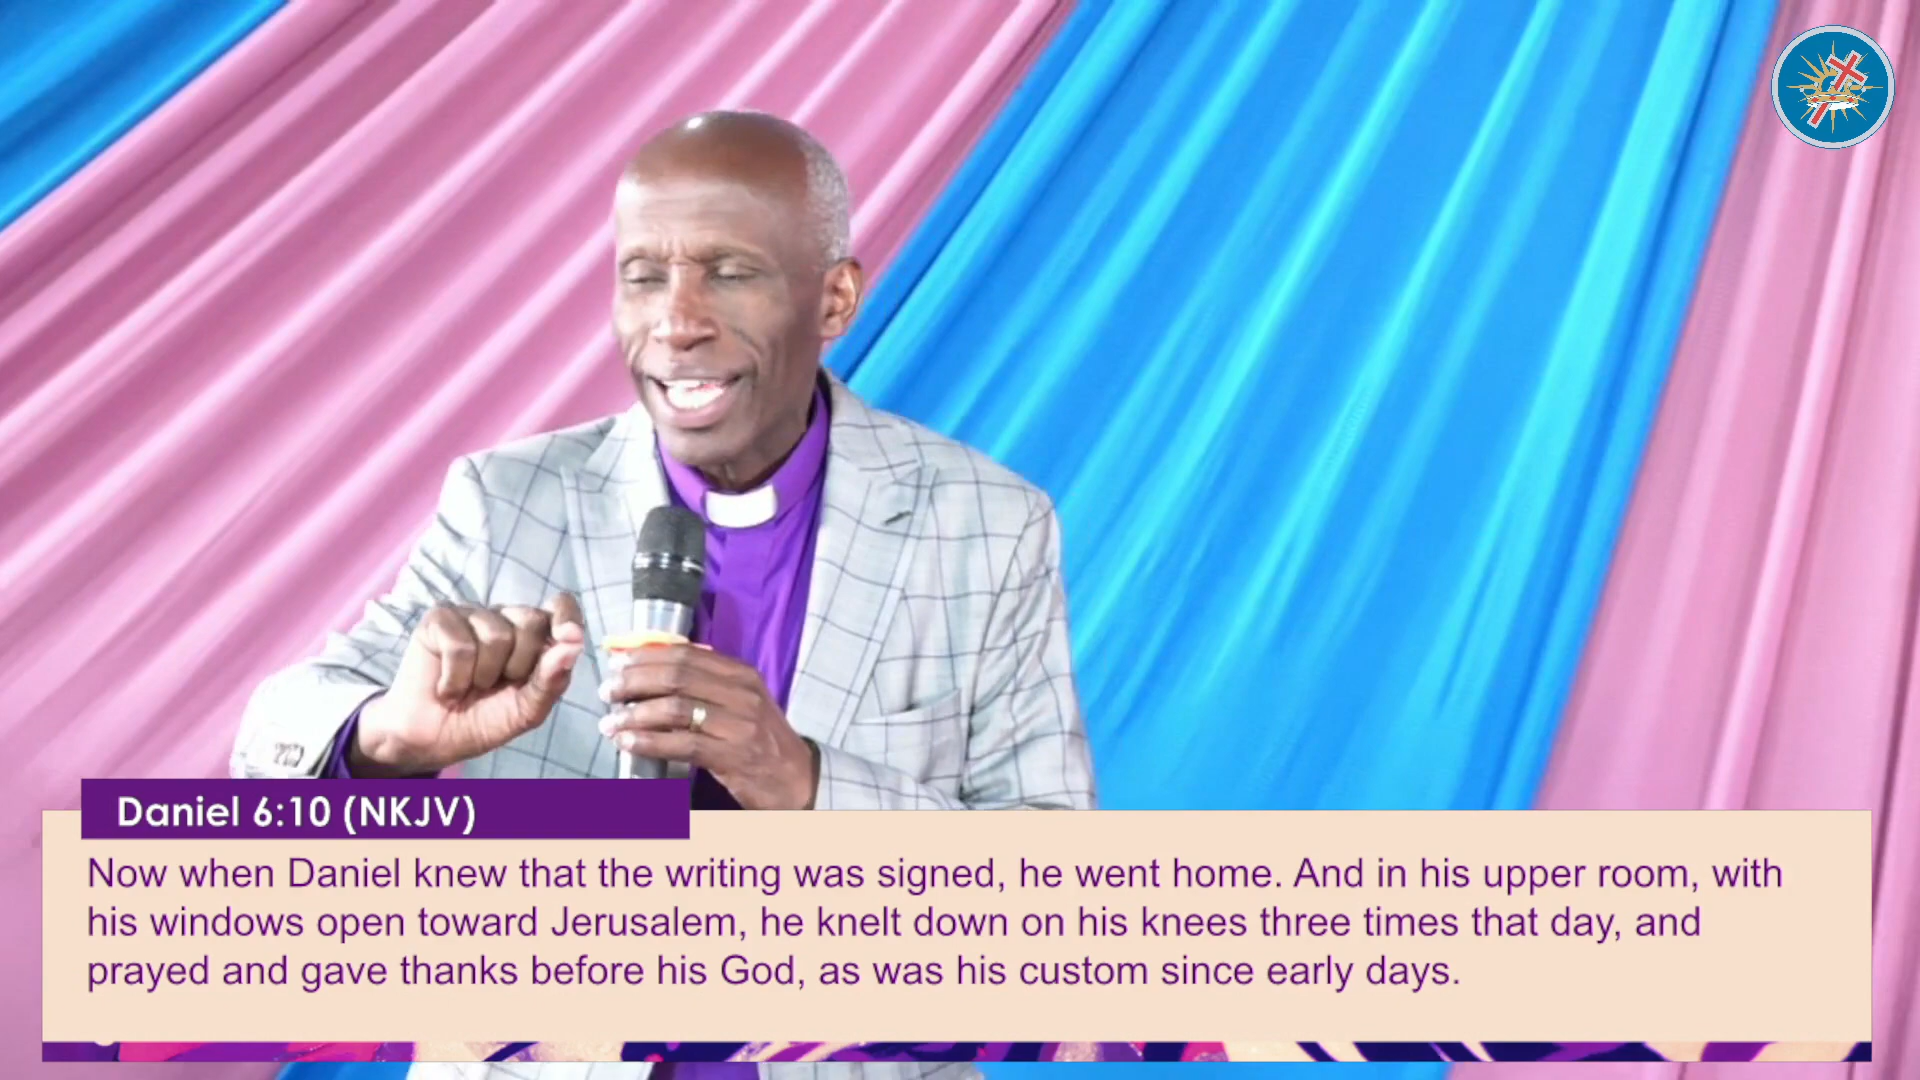 Daniel 6:10 (NKJV)
Now when Daniel knew that the writing was signed, he went home. And in his upper room, with
his windows open toward Jerusalem, he knelt down on his knees three times that day, and
prayed and gave thanks before his God, as was his custom since early days.